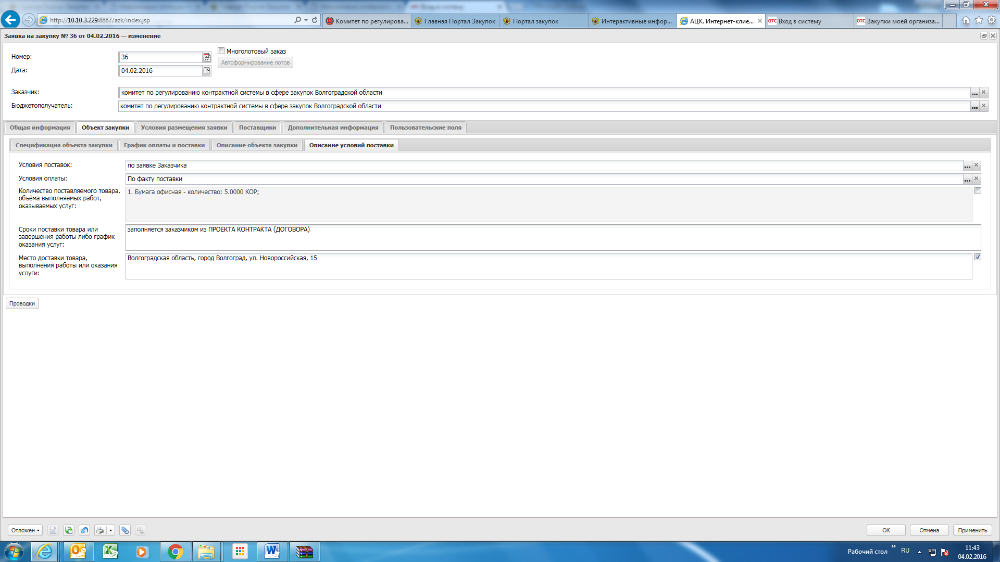 http://10.10.3.229:8887/azk/index.jsp
Комитет по регулирова...
Главная Портал Закупок
Портал закупок
Интерактивные инфор...
АЦК. Интернет-клие...
ОТС Вход в систему
ОТС Закупки моей организа...
Заявка на закупку № 36 от 04.02.2016 — изменение
Номер:
36
Многолотовый заказ
Автоформирование лотов
Дата:
04.02.2016
Заказчик:
комитет по регулированию контрактной системы в сфере закупок Волгоградской области
Бюджетополучатель:
комитет по регулированию контрактной системы в сфере закупок Волгоградской области
Общая информация
Объект закупки
Условия размещения заявки
Поставщики
Дополнительная информация
Пользовательские поля
Спецификация объекта закупки
График оплаты и поставки
Описание объекта закупки
Описание условий поставки
Условия поставок:
по заявке Заказчика
Условия оплаты:
По факту поставки
Количество поставляемого товара,
объёма выполняемых работ,
оказываемых услуг:
1. Бумага офисная - количество: 5.0000 КОР;
Сроки поставки товара или
завершения работы либо график
оказания услуг:
заполняется заказчиком из ПРОЕКТА КОНТРАКТА (ДОГОВОРА)
Место доставки товара,
выполнения работы или оказания
услуги:
Волгоградская область, город Волгоград, ул. Новороссийская, 15
Проводки
Отложен
ОК
Отмена
Применить
Рабочий стол
RU
11:43
04.02.2016